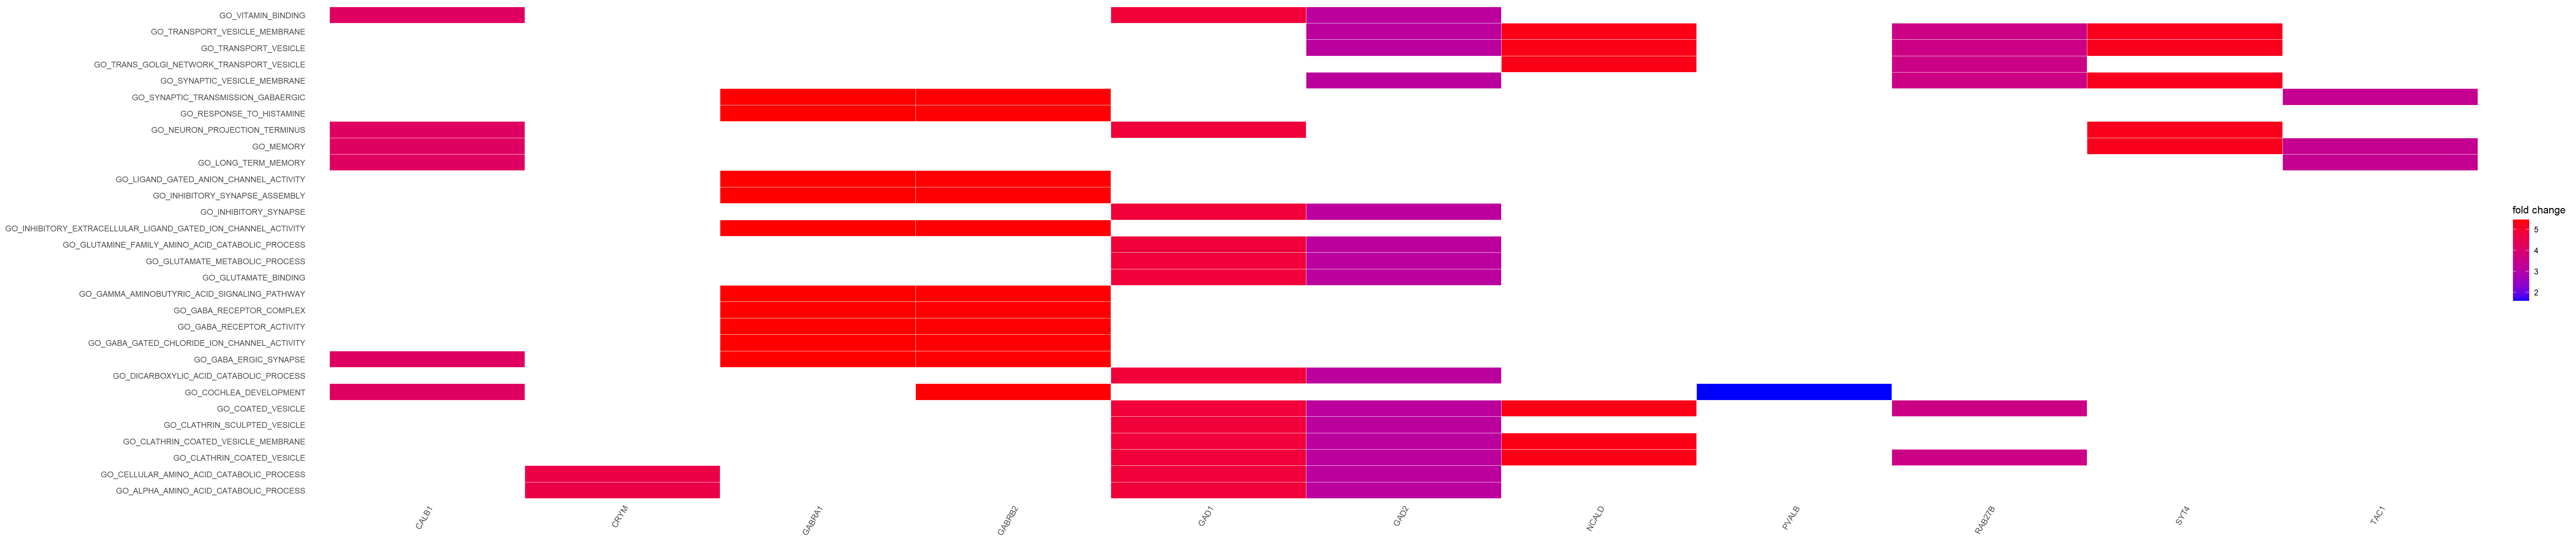 GO_VITAMIN_BINDING
GO_TRANSPORT_VESICLE_MEMBRANE
GO_TRANSPORT_VESICLE
GO_TRANS_GOLGI_NETWORK_TRANSPORT_VESICLE
GO_SYNAPTIC_VESICLE_MEMBRANE
GO_SYNAPTIC_TRANSMISSION_GABAERGIC
GO_RESPONSE_TO_HISTAMINE
GO_NEURON_PROJECTION_TERMINUS
GO_MEMORY
GO_LONG_TERM_MEMORY
GO_LIGAND_GATED_ANION_CHANNEL_ACTIVITY
GO_INHIBITORY_SYNAPSE_ASSEMBLY
GO_INHIBITORY_SYNAPSE
GO_INHIBITORY_EXTRACELLULAR_LIGAND_GATED_ION_CHANNEL_ACTIVITY
GO_GLUTAMINE_FAMILY_AMINO_ACID_CATABOLIC_PROCESS
GO_GLUTAMATE_METABOLIC_PROCESS
GO_GLUTAMATE_BINDING
GO_GAMMA_AMINOBUTYRIC_ACID_SIGNALING_PATHWAY
GO_GABA_RECEPTOR_COMPLEX
GO_GABA_RECEPTOR_ACTIVITY
GO_GABA_GATED_CHLORIDE_ION_CHANNEL_ACTIVITY
GO_GABA_ERGIC_SYNAPSE
GO_DICARBOXYLIC_ACID_CATABOLIC_PROCESS
GO_COCHLEA_DEVELOPMENT
GO_COATED_VESICLE
GO_CLATHRIN_SCULPTED_VESICLE
GO_CLATHRIN_COATED_VESICLE_MEMBRANE
GO_CLATHRIN_COATED_VESICLE
GO_CELLULAR_AMINO_ACID_CATABOLIC_PROCESS
GO_ALPHA_AMINO_ACID_CATABOLIC_PROCESS
CALB1
CRYM
GABRA1
GABRB2
GAD1
GAD2
NCALD
PVALB
RAB27B
SYT4
TAC1
fold change
5
4
3
2